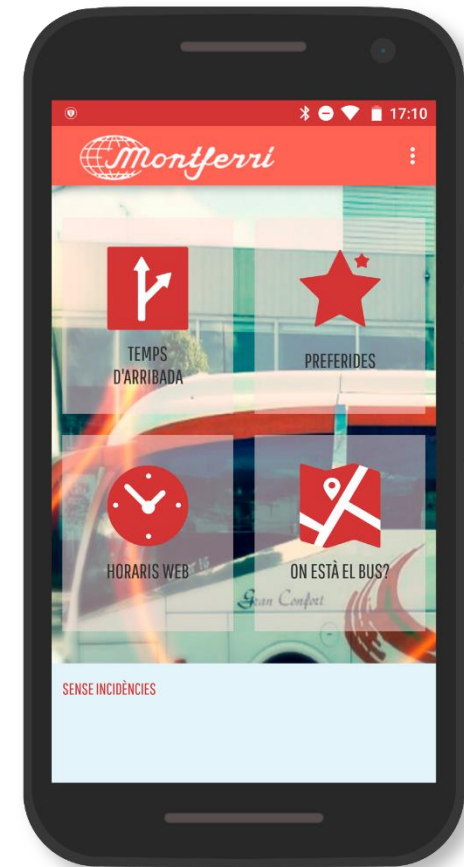 17:10
Montferri
TEMPS
D'ARRIBADA
PREFERIDES
HORARIS WEB
ON ESTÀ EL BUS?
Gran Confort
SENSE INCIDÈNCIES